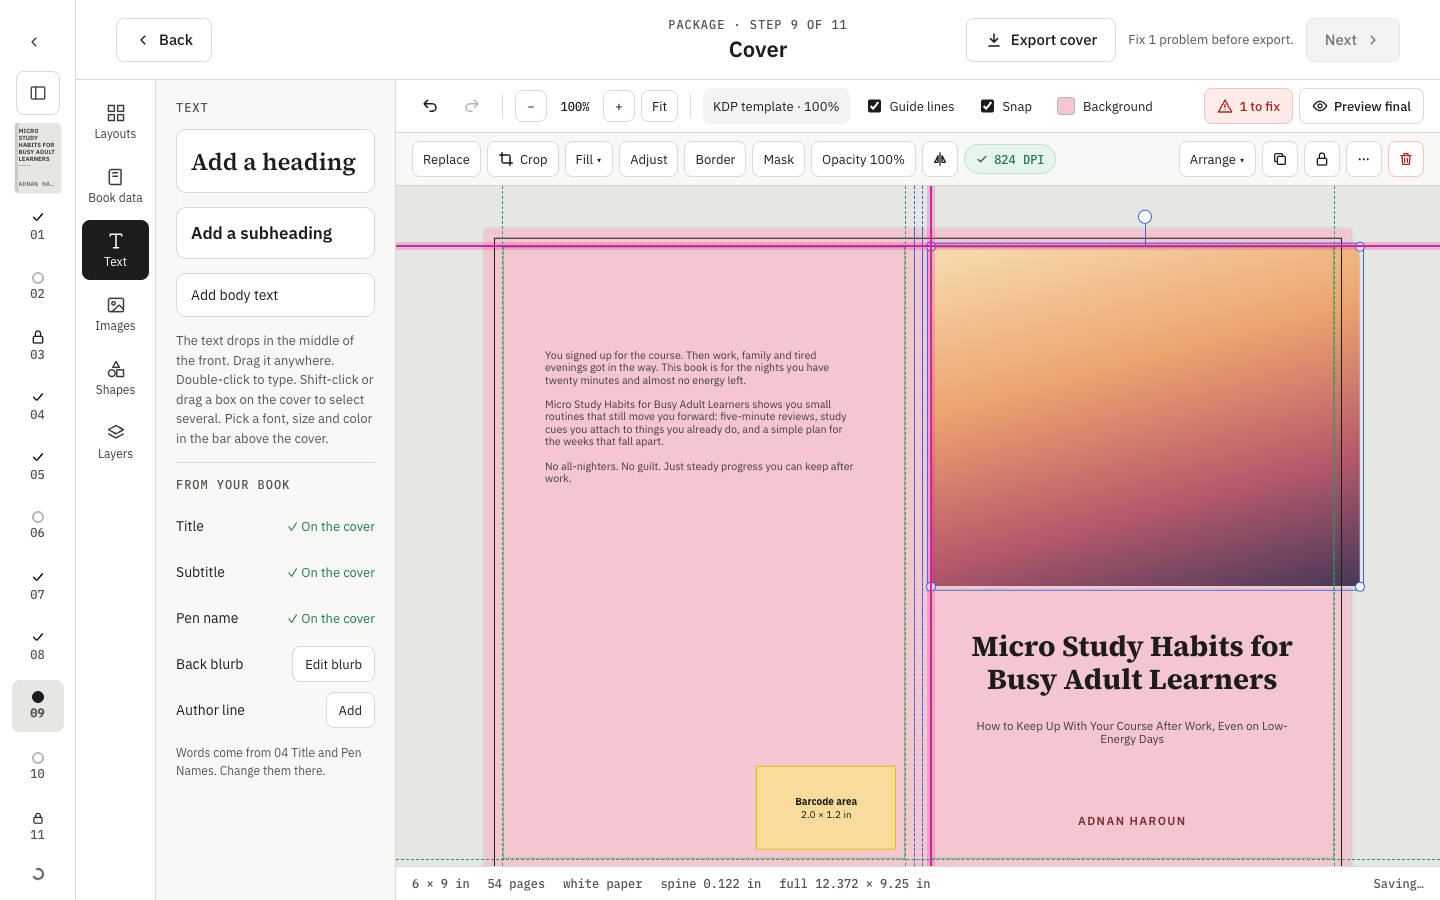 Back
PACKAGE · STEP 9 OF 11
Cover
Export cover
Fix 1 problem before export.
Next
MICRO
STUDY
HABITS FOR
BUSY ADULT
LEARNERS
ADNAN HA…
01
02
03
04
05
06
07
08
09
10
11
Layouts
Book data
Text
Images
Shapes
Layers
TEXT
Add a heading
Add a subheading
Add body text
The text drops in the middle of
the front. Drag it anywhere.
Double-click to type. Shift-click or
drag a box on the cover to select
several. Pick a font, size and color
in the bar above the cover.
FROM YOUR BOOK
Title ✓ On the cover
Subtitle ✓ On the cover
Pen name ✓ On the cover
Back blurb Edit blurb
Author line Add
Words come from 04 Title and Pen
Names. Change them there.
− 100% + Fit KDP template · 100% Guide lines Snap Background 1 to fix Preview final
Replace Crop Fill ▾ Adjust Border Mask Opacity 100% 824 DPI Arrange ▾ ···
You signed up for the course. Then work, family and tired
evenings got in the way. This book is for the nights you have
twenty minutes and almost no energy left.
Micro Study Habits for Busy Adult Learners shows you small
routines that still move you forward: five-minute reviews, study
cues you attach to things you already do, and a simple plan for
the weeks that fall apart.
No all-nighters. No guilt. Just steady progress you can keep after
work.
Barcode area
2.0 × 1.2 in
Micro Study Habits for
Busy Adult Learners
How to Keep Up With Your Course After Work, Even on Low-
Energy Days
ADNAN HAROUN
6 × 9 in 54 pages white paper spine 0.122 in full 12.372 × 9.25 in Saving…